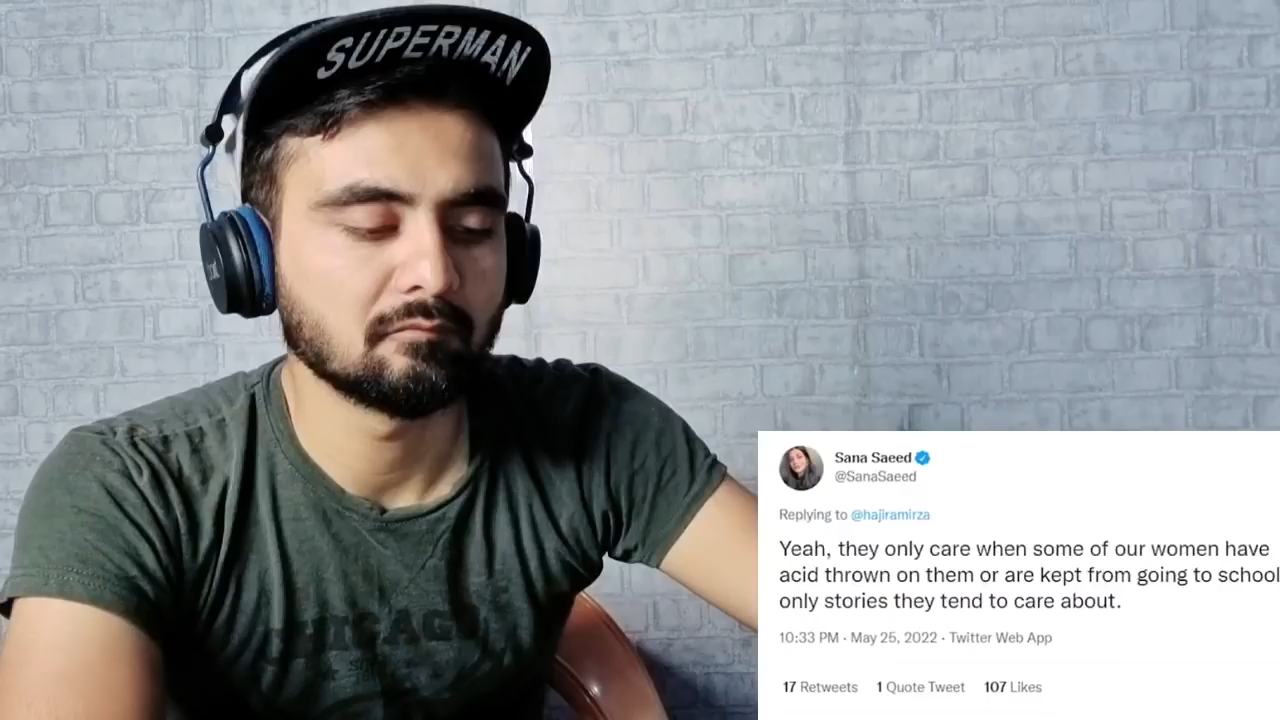 SUPERMAN
CHICAGO
Sana Saeed
@SanaSaeed
Replying to @hajiramirza
Yeah, they only care when some of our women have
acid thrown on them or are kept from going to school
only stories they tend to care about.
10:33 PM · May 25, 2022 · Twitter Web App
17 Retweets 1 Quote Tweet 107 Likes